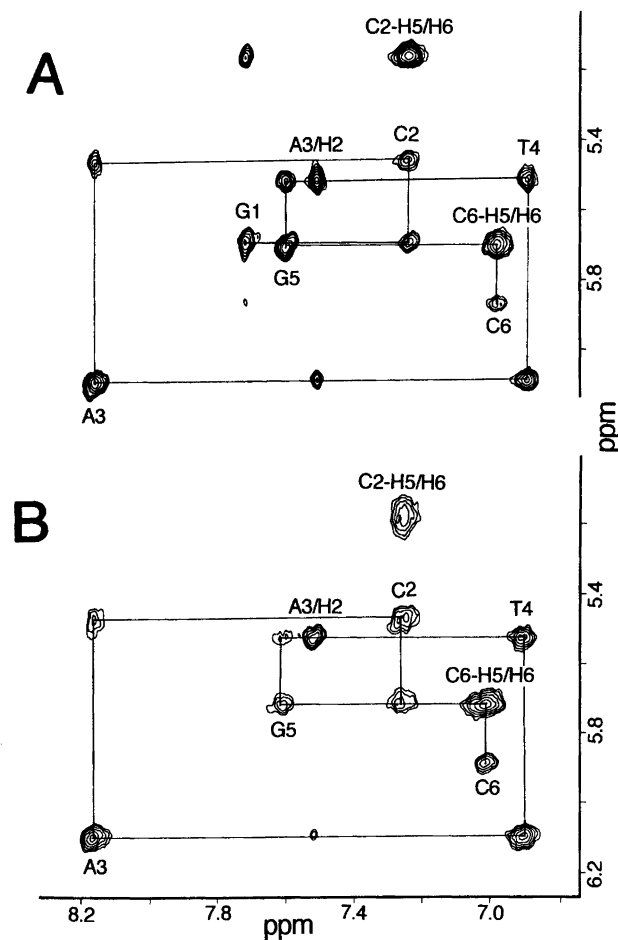 A
C2-H5/H6
A3/H2
C2
T4
5.4
G1
C6-H5/H6
G5
5.8
C6
A3
ppm
B
C2-H5/H6
5.4
A3/H2
C2
T4
C6-H5/H6
G5
5.8
C6
A3
6.2
8.2
7.8
7.4
7.0
ppm